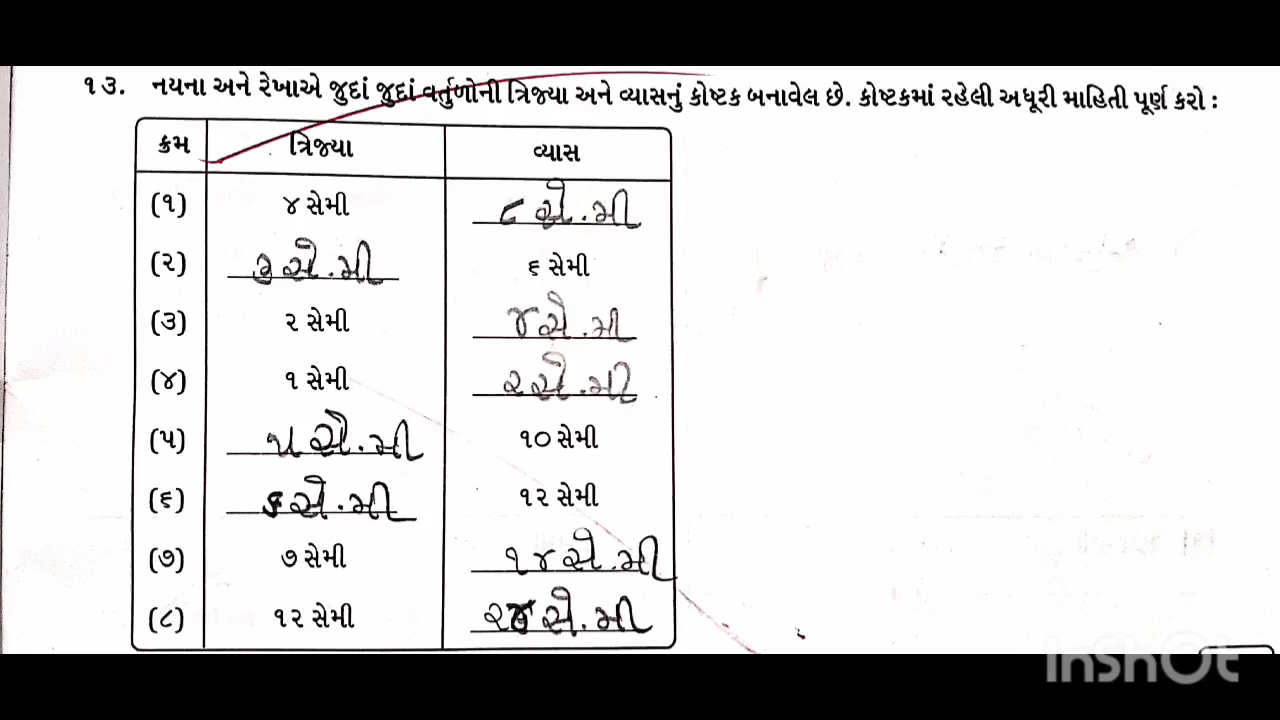 ૧૩. નયના અને રેખાએ જુદાં જુદાં વર્તુળોની ત્રિજ્યા અને વ્યાસનું કોષ્ટક બનાવેલ છે. કોષ્ટકમાં રહેલી અધૂરી માહિતી પૂર્ણ કરો :
ક્રમ ત્રિજ્યા વ્યાસ
(૧) ૪ સેમી ૮ સે.મી
(૨) ૩ સે.મી ૬ સેમી
(૩) ૨ સેમી ૪ સે.મી
(૪) ૧ સેમી ૨ સે.મી
(૫) ૫ સે.મી ૧૦ સેમી
(૬) ૬ સે.મી ૧૨ સેમી
(૭) ૭ સેમી ૧૪ સે.મી
(૮) ૧૨ સેમી ૨૪ સે.મી
InShOt